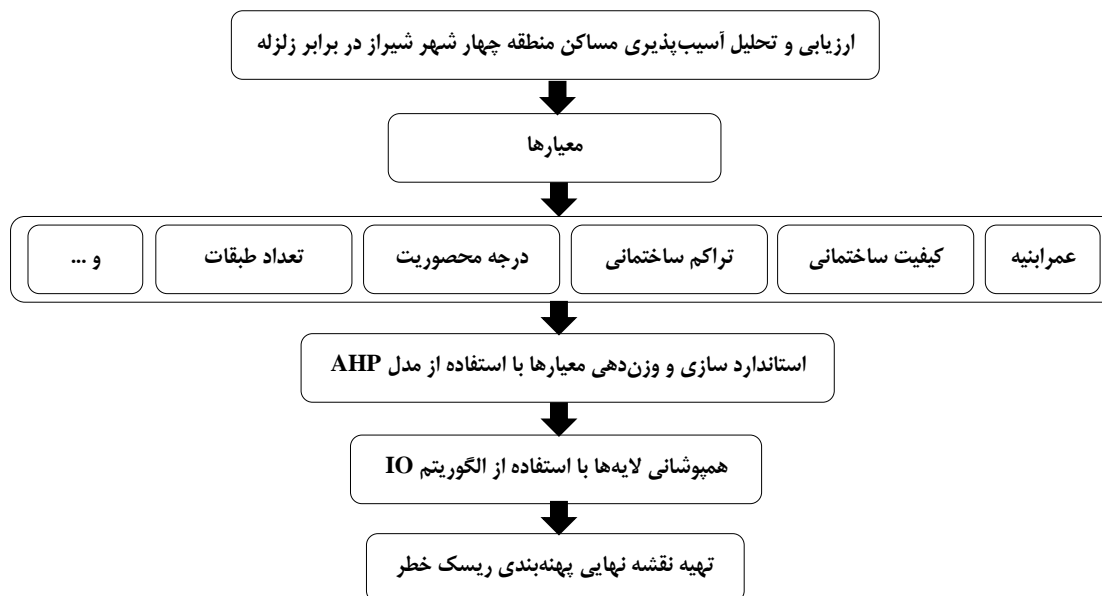 ارزیابی و تحلیل آسیب‌پذیری مساکن منطقه چهار شهر شیراز در برابر زلزله
معیارها
عمرابنیه
کیفیت ساختمانی
تراکم ساختمانی
درجه محصوریت
تعداد طبقات
و ...
استاندارد سازی و وزن‌دهی معیارها با استفاده از مدل AHP
همپوشانی لایه‌ها با استفاده از الگوریتم IO
تهیه نقشه نهایی پهنه‌بندی ریسک خطر